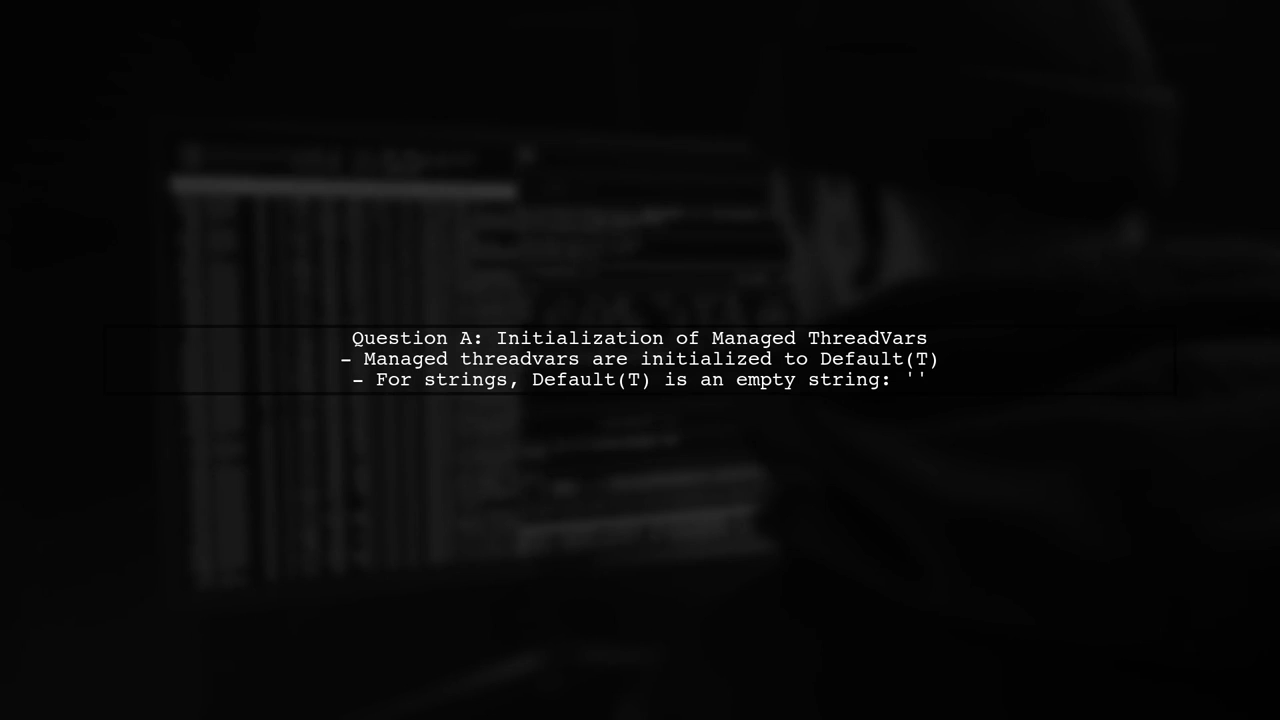 Question A: Initialization of Managed ThreadVars
- Managed threadvars are initialized to Default(T)
- For strings, Default(T) is an empty string: ''